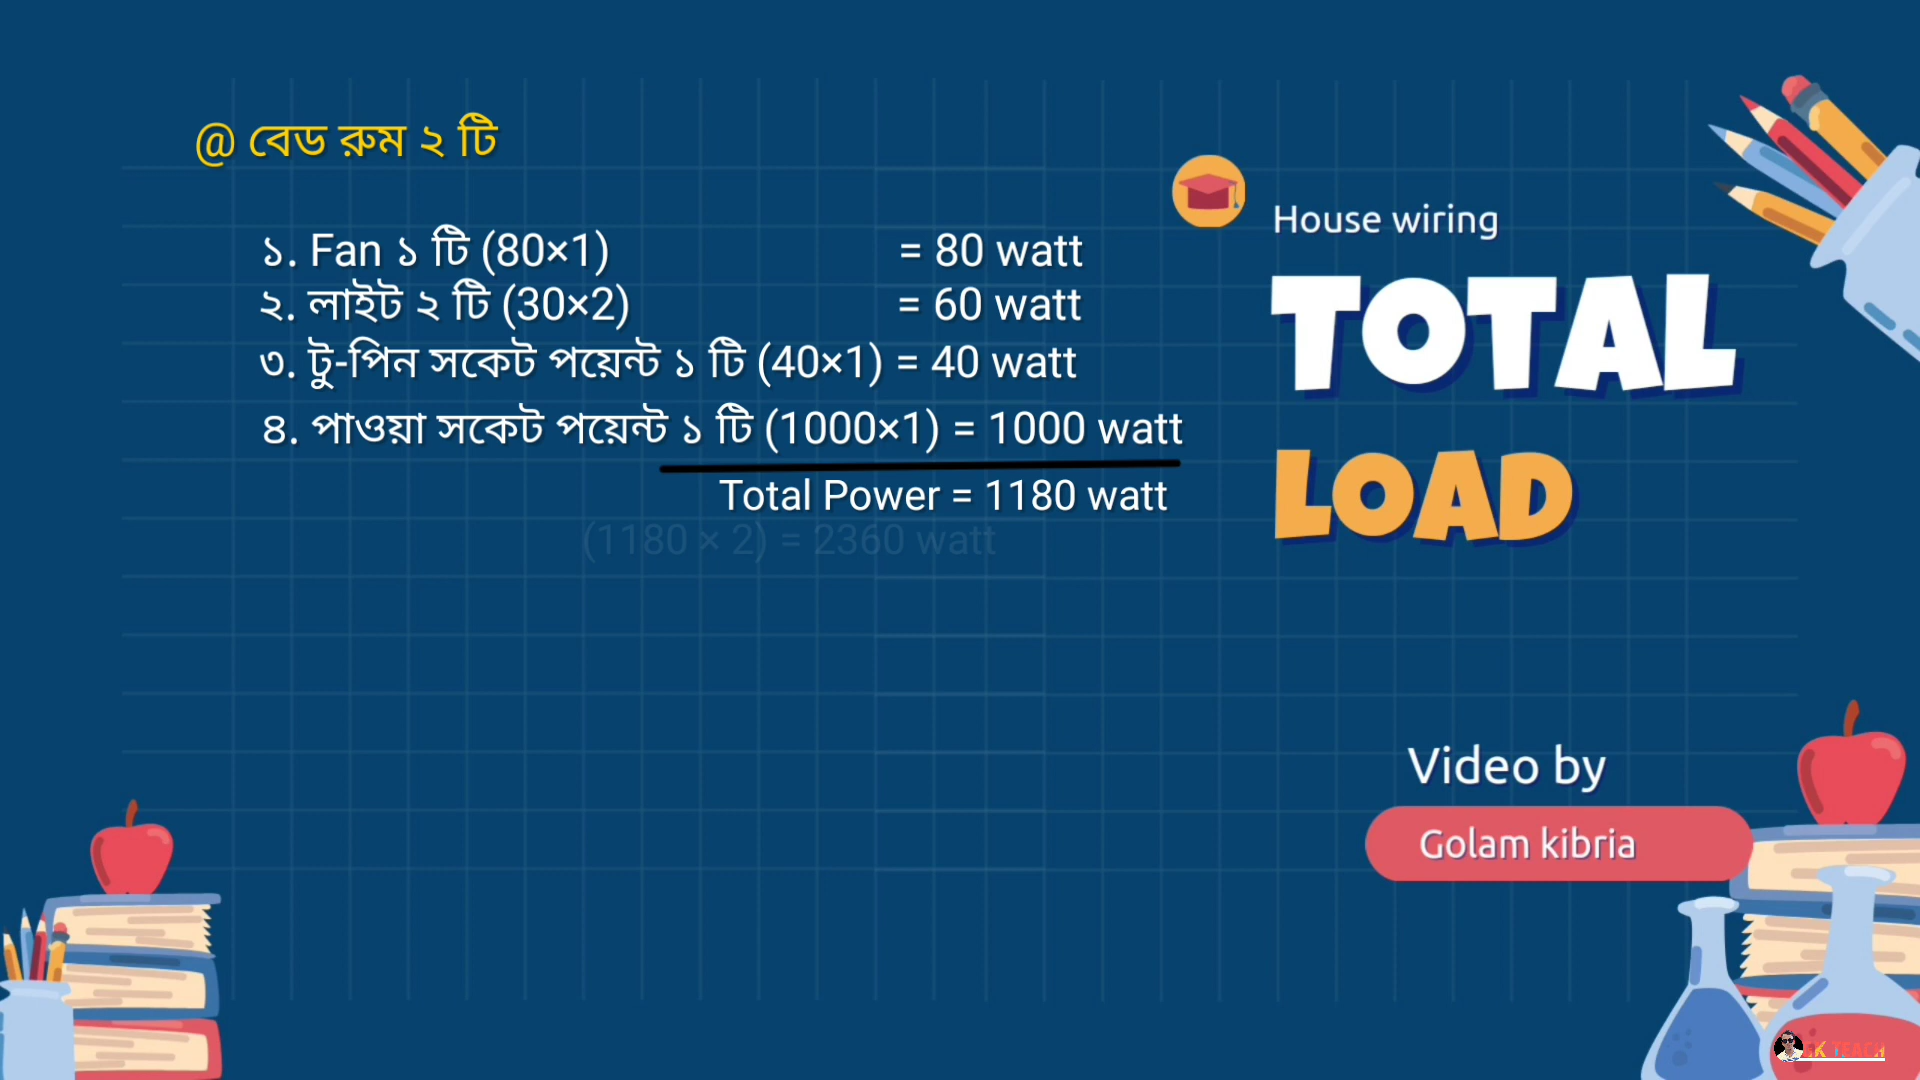 @ বেড রুম ২ টি
১. Fan ১ টি (80×1) = 80 watt
২. লাইট ২ টি (30×2) = 60 watt
৩. টু-পিন সকেট পয়েন্ট ১ টি (40×1) = 40 watt
৪. পাওয়া সকেট পয়েন্ট ১ টি (1000×1) = 1000 watt
Total Power = 1180 watt
(1180 × 2) = 2360 watt
House wiring
TOTAL
LOAD
Video by
Golam kibria
GK TEACH